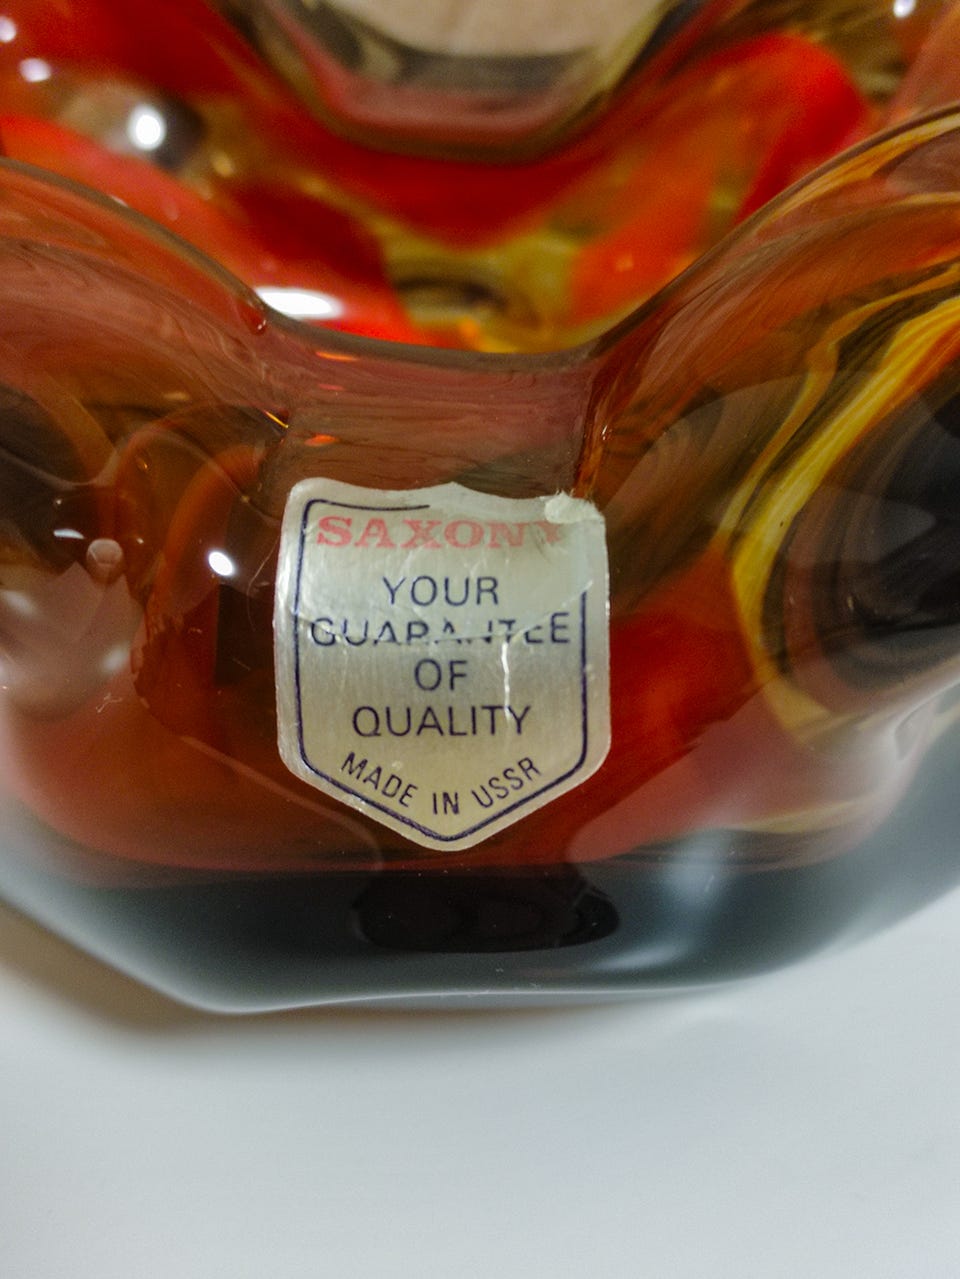 SAXONY
YOUR
GUARANTEE
OF
QUALITY
MADE IN USSR